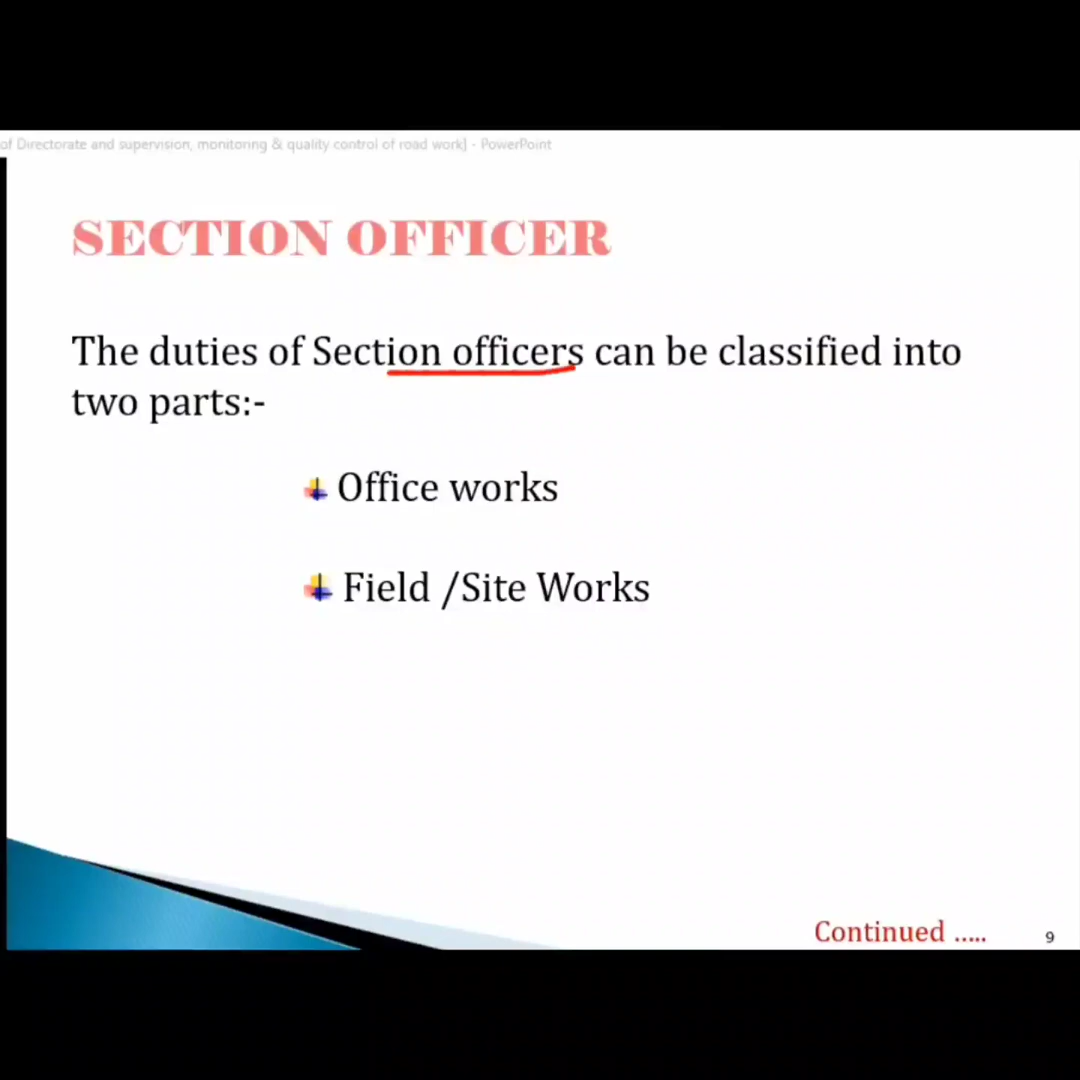 of Directorate and supervision, monitoring & quality control of road work] - PowerPoint
SECTION OFFICER
The duties of Section officers can be classified into
two parts:-
Office works
Field /Site Works
Continued .....
9